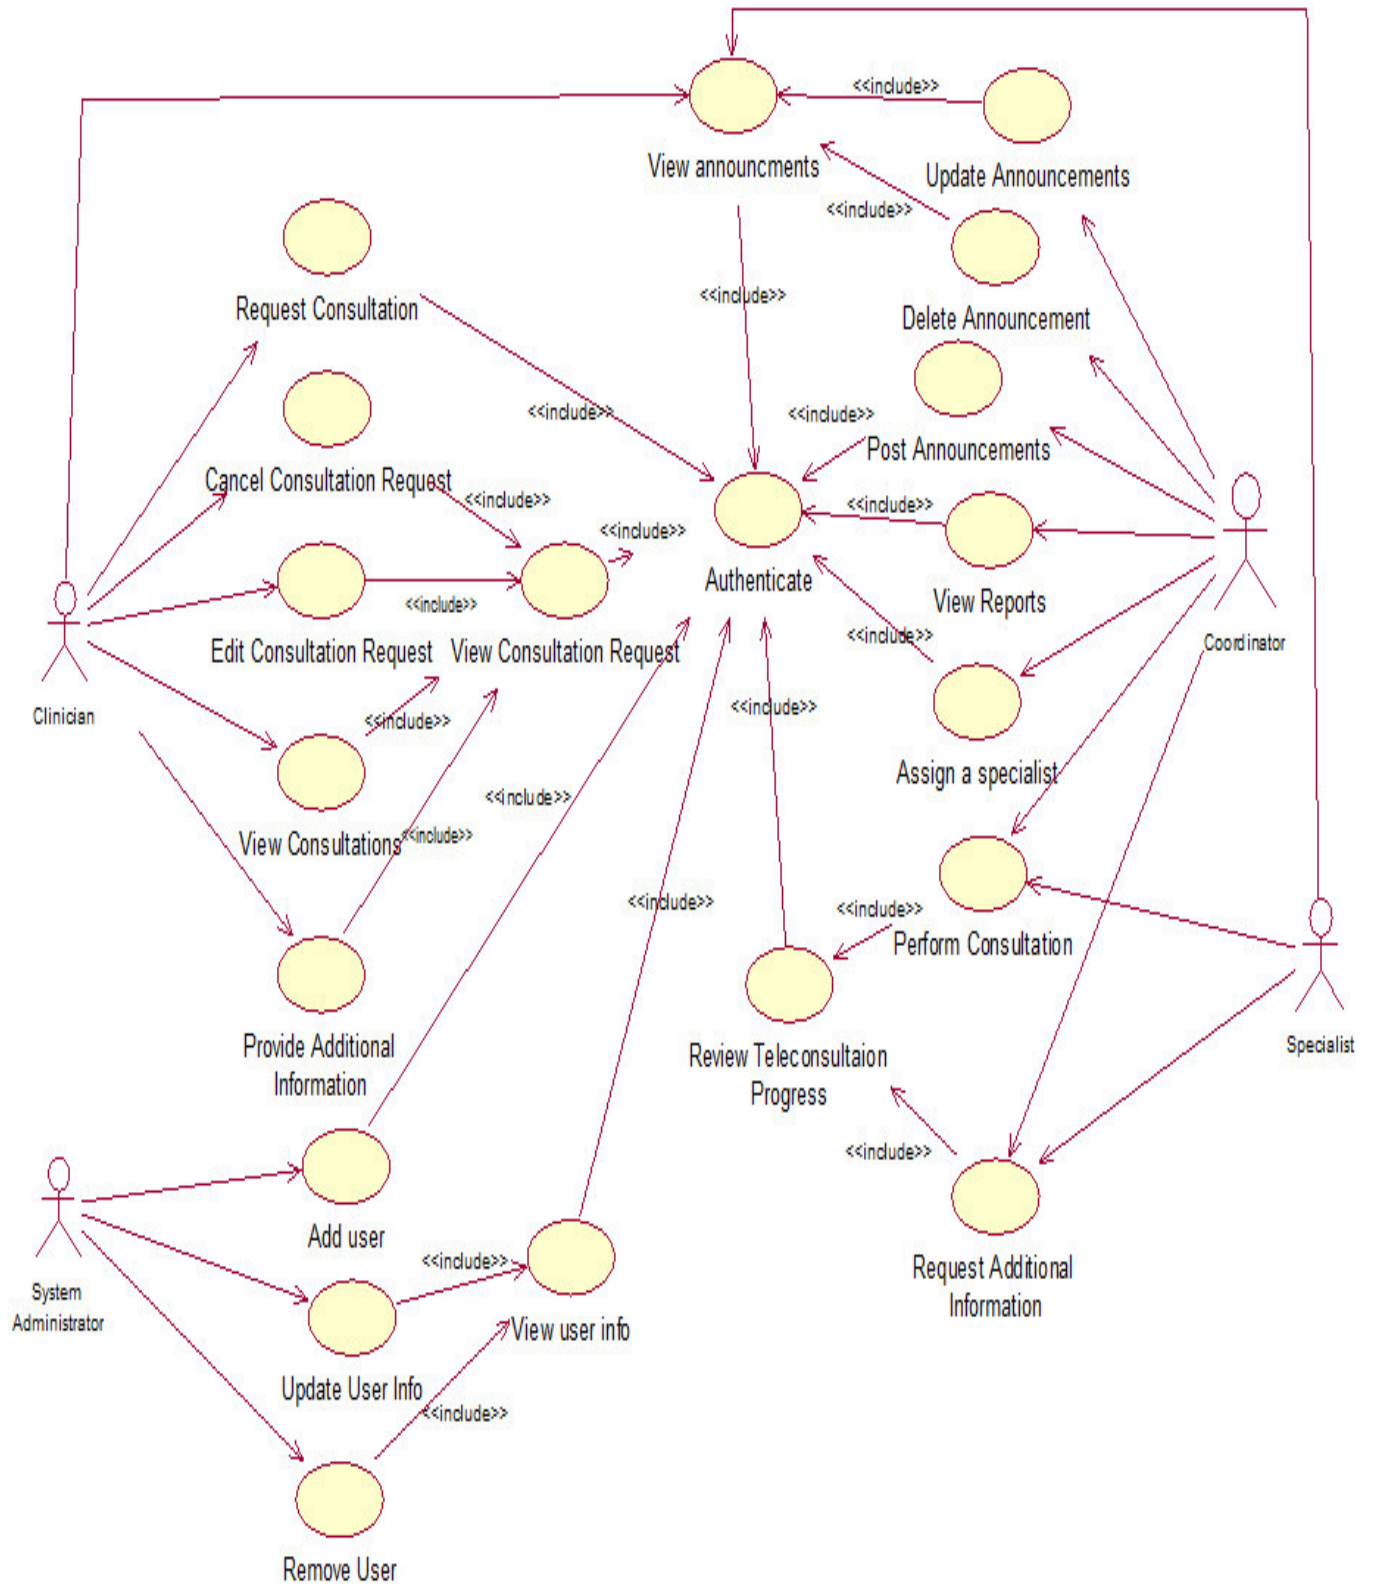 <<include>>
View announcments
Update Announcements
<<include>>
<<include>>
Request Consultation
Delete Announcement
<<include>>
<<include>>
Post Announcements
Cancel Consultation Request
<<include>>
<<include>>
<<include>>
Authenticate
View Reports
<<include>>
<<include>>
Edit Consultation Request
View Consultation Request
Coordinator
Clinician
<<include>>
<<include>>
Assign a specialist
<<include>>
View Consultations
<<include>>
<<include>>
<<include>>
Perform Consultation
Provide Additional
Information
Review Teleconsultaion
Progress
Specialist
<<include>>
Add user
<<include>>
Request Additional
Information
System
Administrator
View user info
Update User Info
<<include>>
Remove User